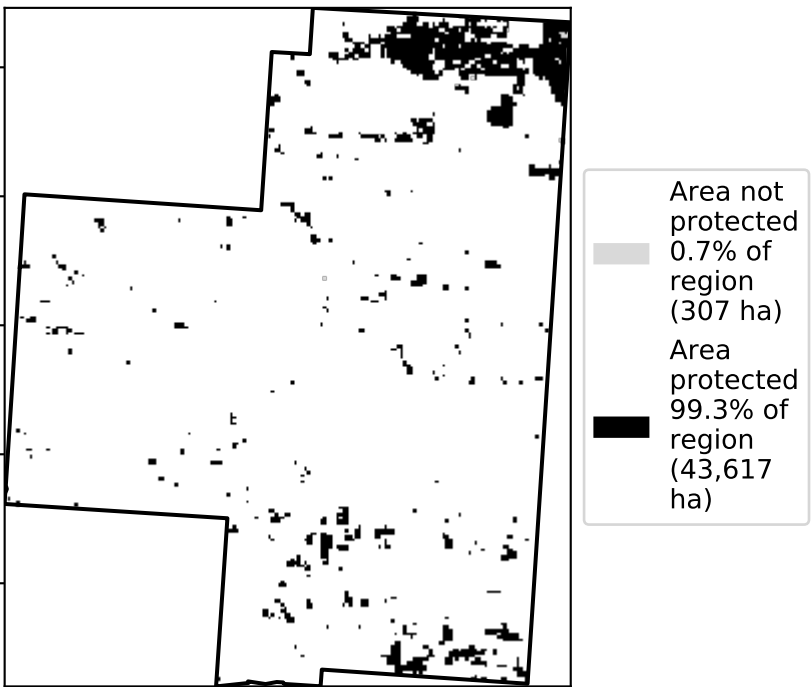 Area not
protected
0.7% of
region
(307 ha)
Area
protected
99.3% of
region
(43,617
ha)